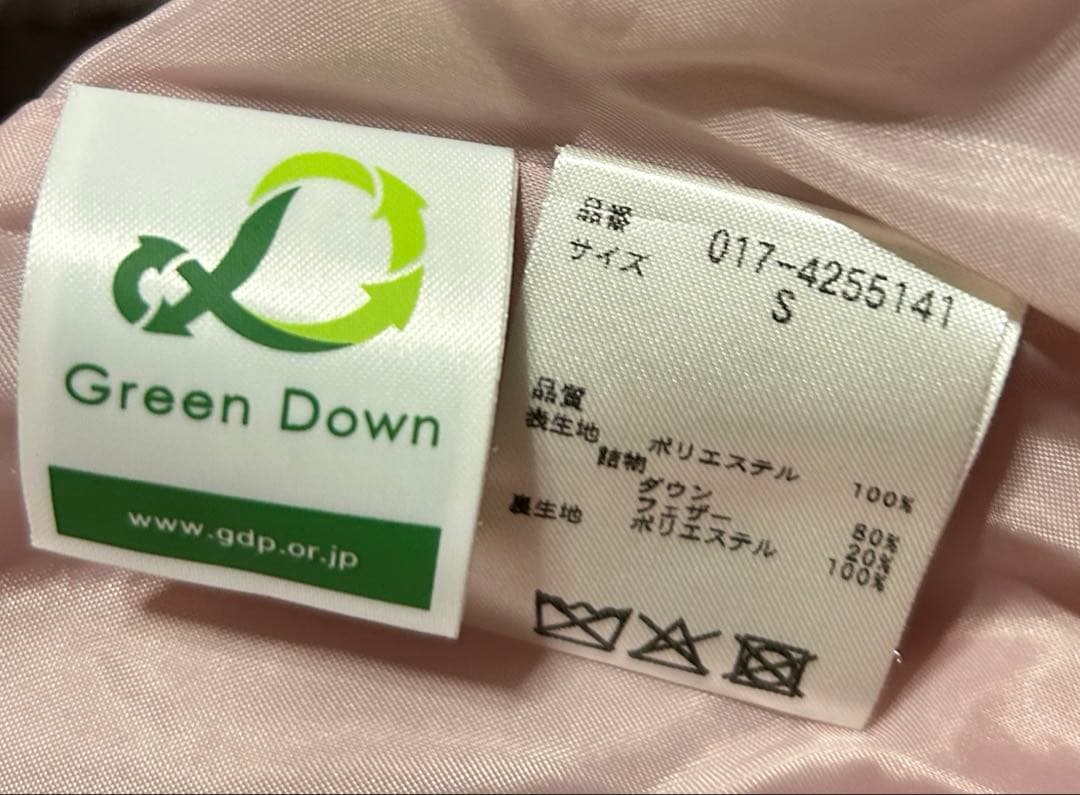 Green Down
www.gdp.or.jp
品番 017-4255141
サイズ S
品質
表生地 ポリエステル 100%
詰物
ダウン 80%
フェザー 20%
裏生地 ポリエステル 100%